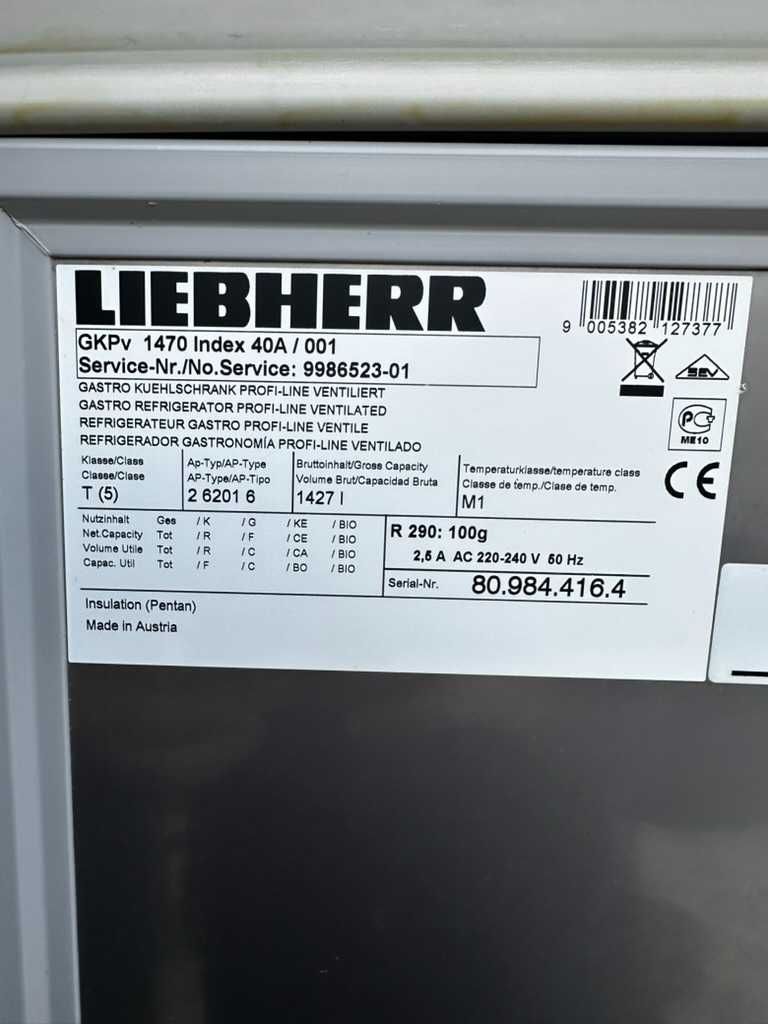 LIEBHERR
9 005382 127377
GKPv 1470 Index 40A / 001
Service-Nr./No.Service: 9986523-01
GASTRO KUEHLSCHRANK PROFI-LINE VENTILIERT
GASTRO REFRIGERATOR PROFI-LINE VENTILATED
REFRIGERATEUR GASTRO PROFI-LINE VENTILE
REFRIGERADOR GASTRONOMÍA PROFI-LINE VENTILADO
SEV
PC
ME10
CE
Klasse/Class
Classe/Clase
T (5)
Ap-Typ/AP-Type
AP-Type/AP-Tipo
2 6201 6
Bruttoinhalt/Gross Capacity
Volume Brut/Capacidad Bruta
1427 l
Temperaturklasse/temperature class
Classe de temp./Clase de temp.
M1
Nutzinhalt Ges / K / G / KE / BIO
Net.Capacity Tot / R / F / CE / BIO
Volume Utile Tot / R / C / CA / BIO
Capac. Util Tot / F / C / BO / BIO
R 290: 100g
2,5 A AC 220-240 V 50 Hz
Serial-Nr. 80.984.416.4
Insulation (Pentan)
Made in Austria